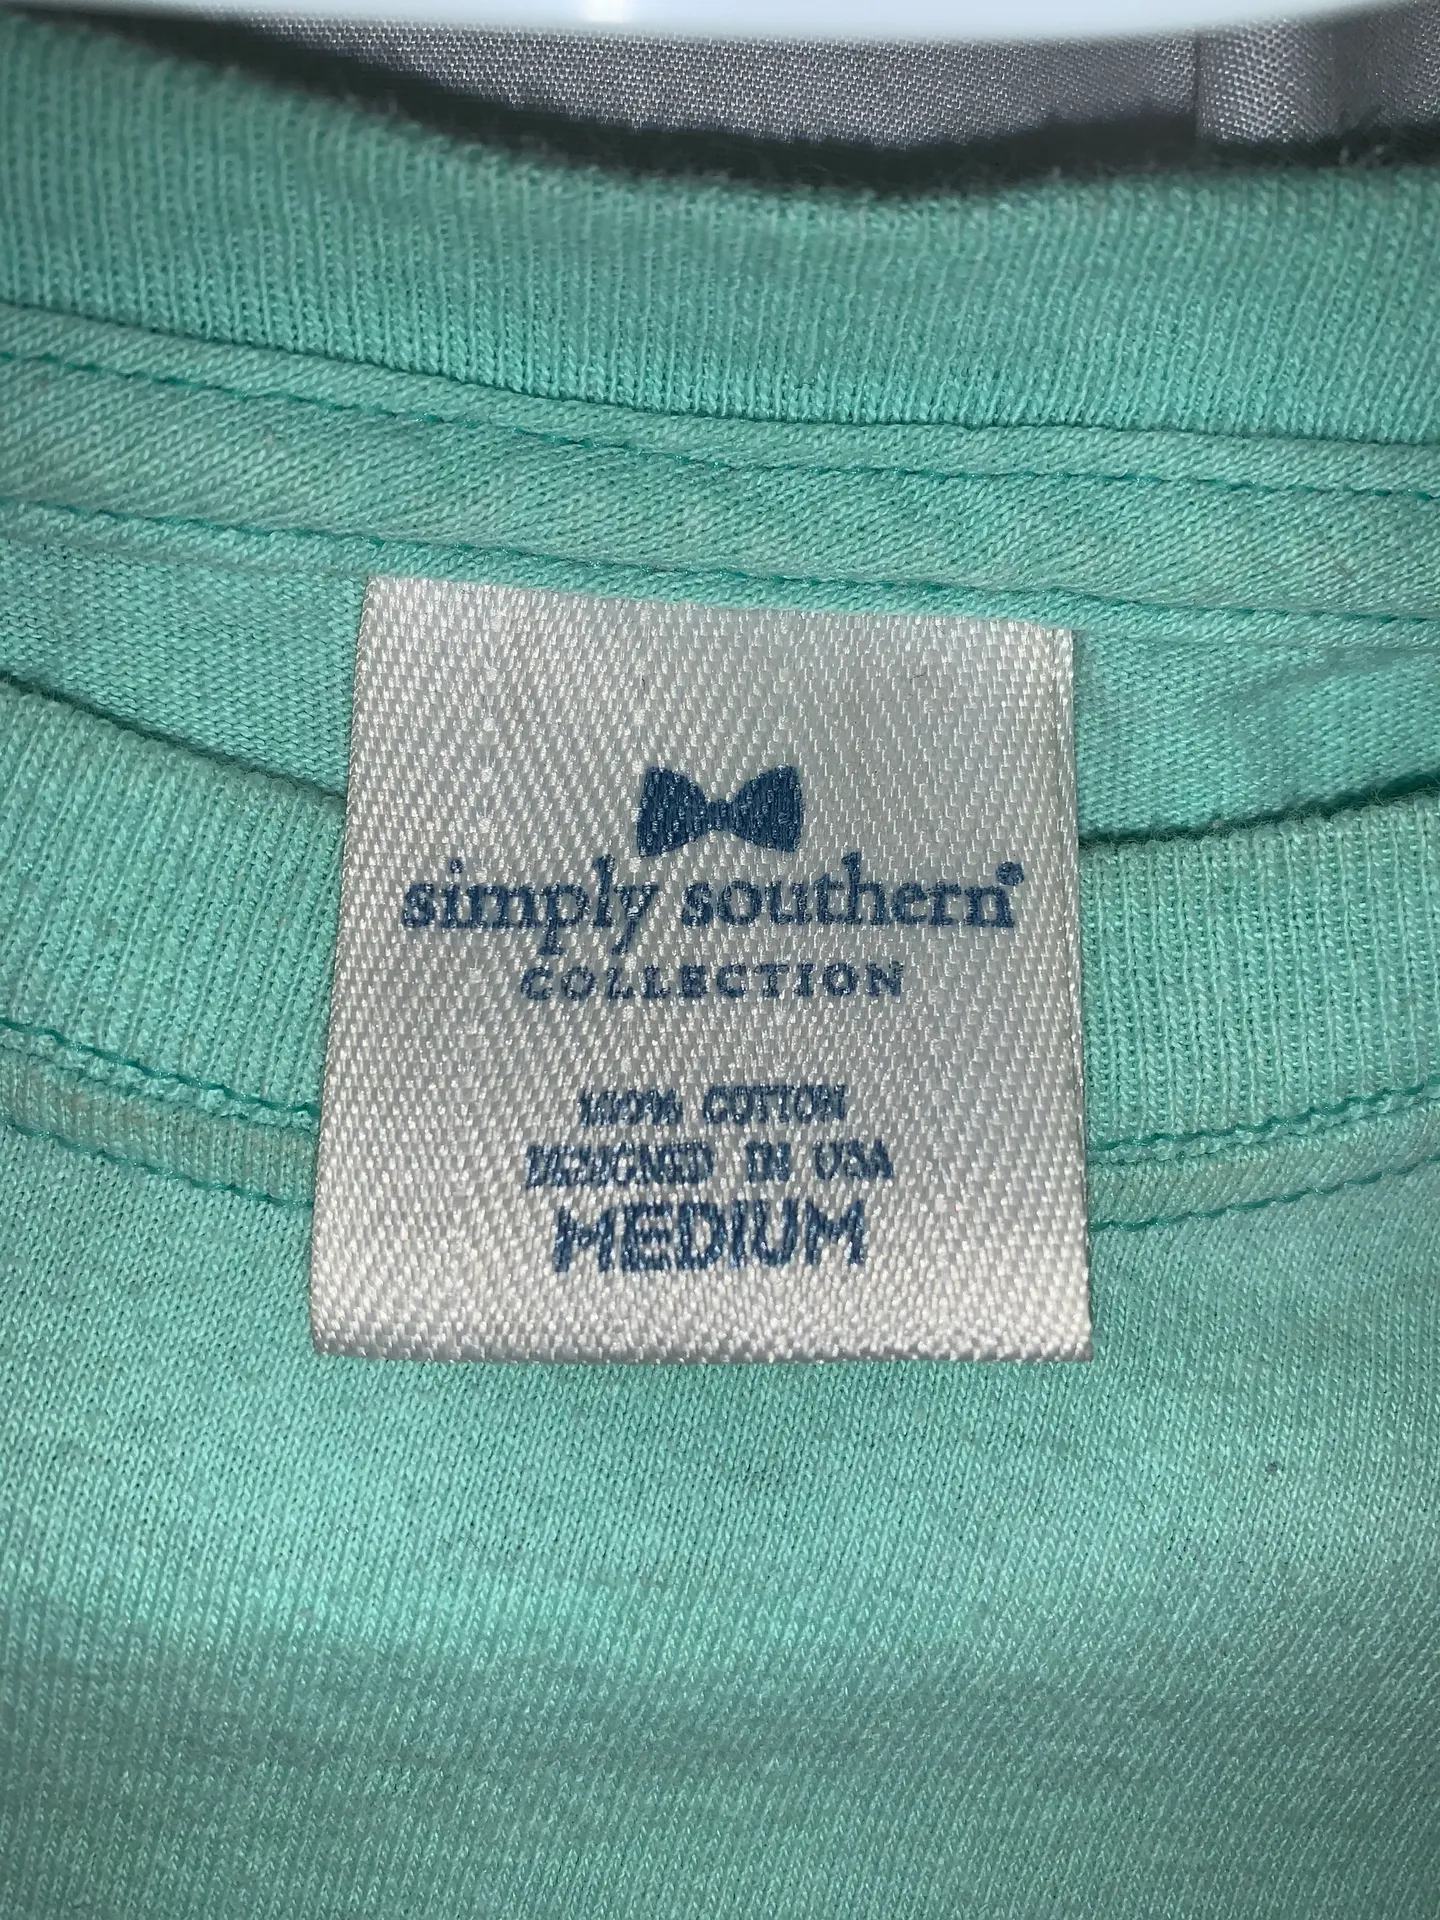 simply southern®
COLLECTION
100% COTTON
DESIGNED IN USA
MEDIUM